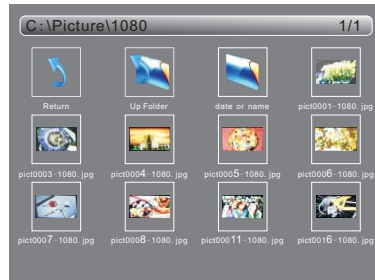 C:\Picture\1080 1/1
Return Up Folder date or name pict0001-1080.jpg
pict0003-1080.jpg pict0004-1080.jpg pict0005-1080.jpg pict0006-1080.jpg
pict0007-1080.jpg pict0008-1080.jpg pict00011-1080.jpg pict0016-1080.jpg